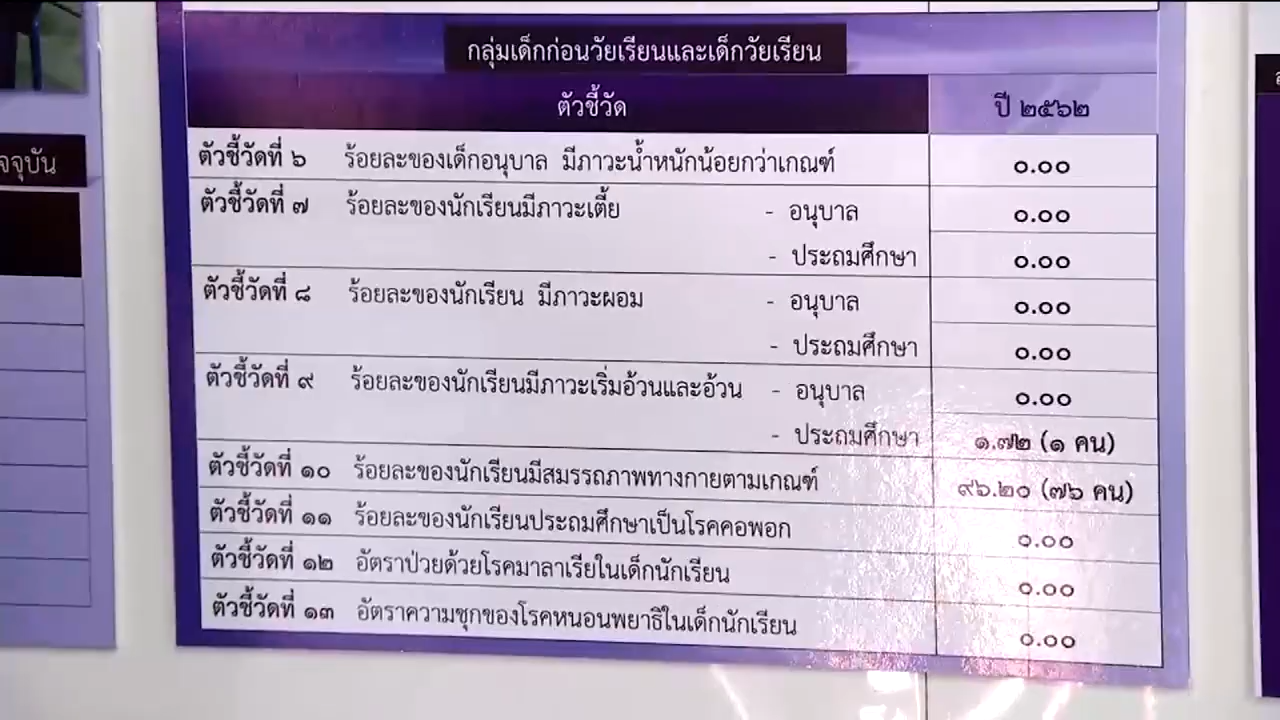 กลุ่มเด็กก่อนวัยเรียนและเด็กวัยเรียน
ตัวชี้วัด ปี ๒๕๖๒
ตัวชี้วัดที่ ๖ ร้อยละของเด็กอนุบาล มีภาวะน้ำหนักน้อยกว่าเกณฑ์ ๐.๐๐
ตัวชี้วัดที่ ๗ ร้อยละของนักเรียนมีภาวะเตี้ย - อนุบาล ๐.๐๐
- ประถมศึกษา ๐.๐๐
ตัวชี้วัดที่ ๘ ร้อยละของนักเรียน มีภาวะผอม - อนุบาล ๐.๐๐
- ประถมศึกษา ๐.๐๐
ตัวชี้วัดที่ ๙ ร้อยละของนักเรียนมีภาวะเริ่มอ้วนและอ้วน - อนุบาล ๐.๐๐
- ประถมศึกษา ๑.๗๒ (๑ คน)
ตัวชี้วัดที่ ๑๐ ร้อยละของนักเรียนมีสมรรถภาพทางกายตามเกณฑ์ ๙๖.๒๐ (๗๖ คน)
ตัวชี้วัดที่ ๑๑ ร้อยละของนักเรียนประถมศึกษาเป็นโรคคอพอก ๐.๐๐
ตัวชี้วัดที่ ๑๒ อัตราป่วยด้วยโรคมาลาเรียในเด็กนักเรียน ๐.๐๐
ตัวชี้วัดที่ ๑๓ อัตราความชุกของโรคหนอนพยาธิในเด็กนักเรียน ๐.๐๐